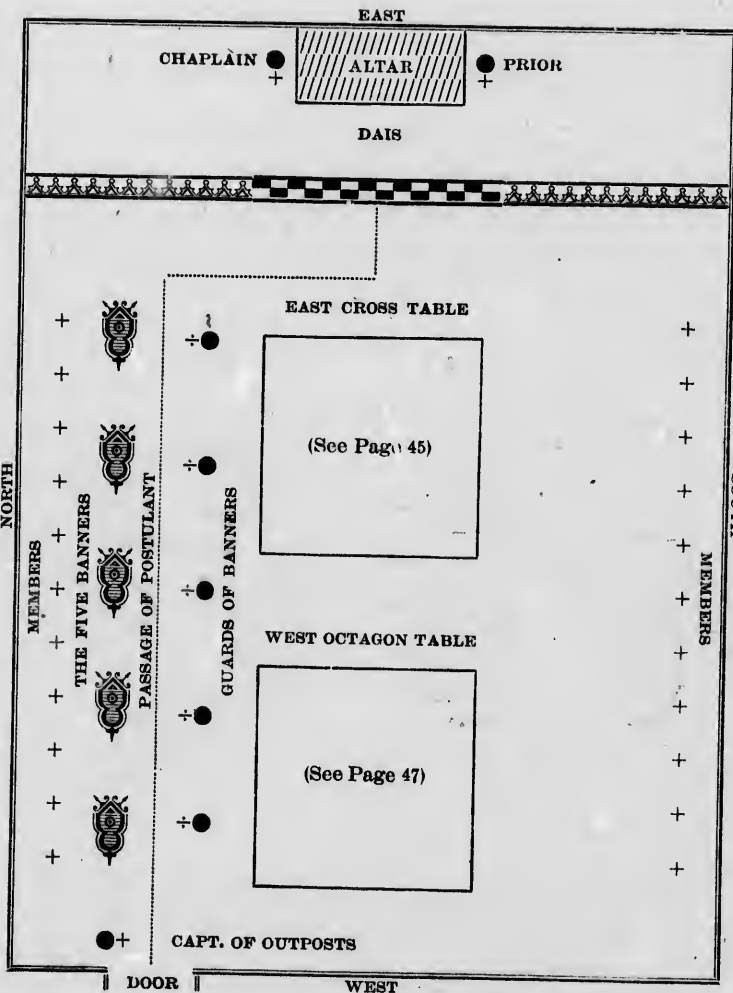 EAST
CHAPLAIN
ALTAR
PRIOR
DAIS
EAST CROSS TABLE
(See Page 45)
NORTH
MEMBERS
THE FIVE BANNERS
PASSAGE OF POSTULANT
GUARDS OF BANNERS
MEMBERS
WEST OCTAGON TABLE
(See Page 47)
CAPT. OF OUTPOSTS
DOOR
WEST